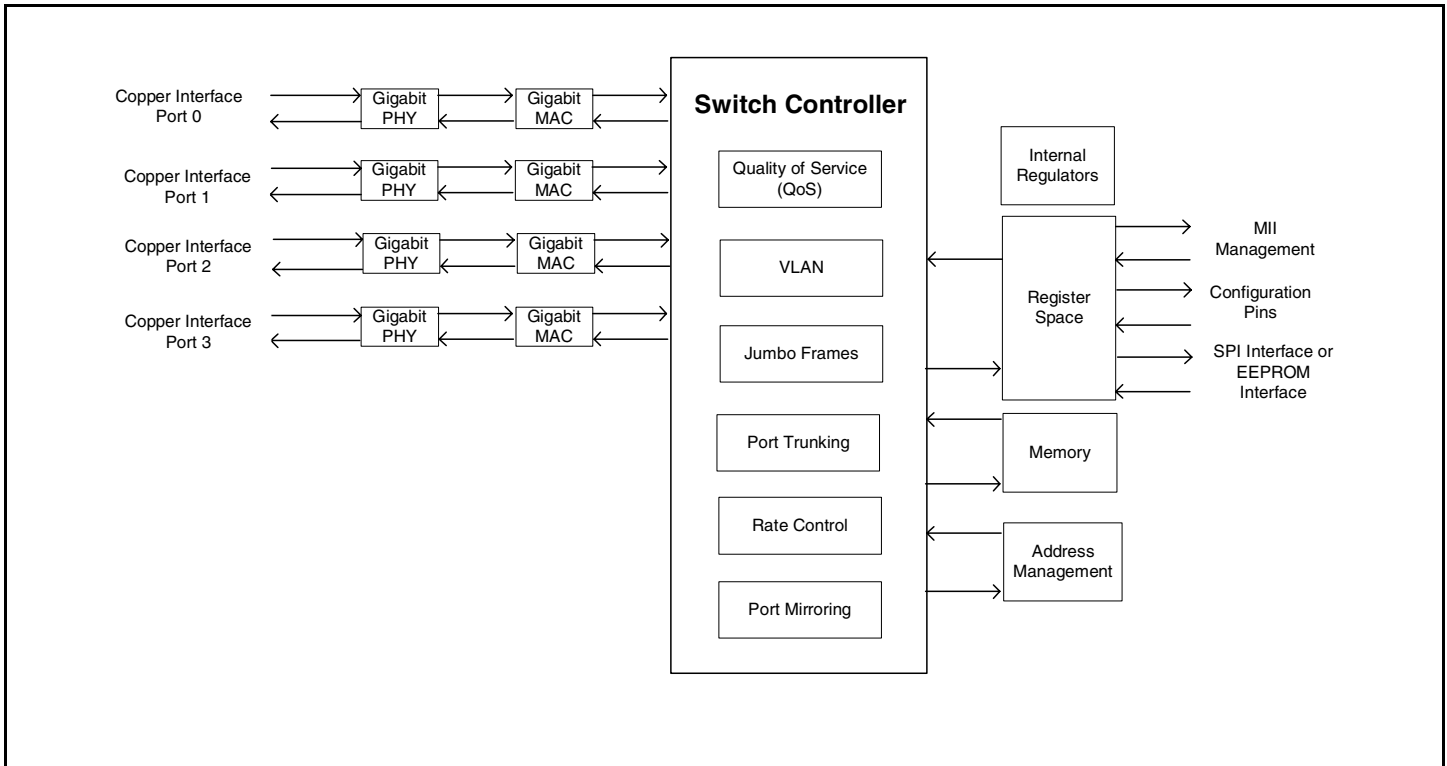 Copper Interface
Port 0
Gigabit
PHY
Gigabit
MAC
Copper Interface
Port 1
Gigabit
PHY
Gigabit
MAC
Copper Interface
Port 2
Gigabit
PHY
Gigabit
MAC
Copper Interface
Port 3
Gigabit
PHY
Gigabit
MAC
Switch Controller
Quality of Service
(QoS)
VLAN
Jumbo Frames
Port Trunking
Rate Control
Port Mirroring
Internal
Regulators
Register
Space
Memory
Address
Management
MII
Management
Configuration
Pins
SPI Interface or
EEPROM
Interface